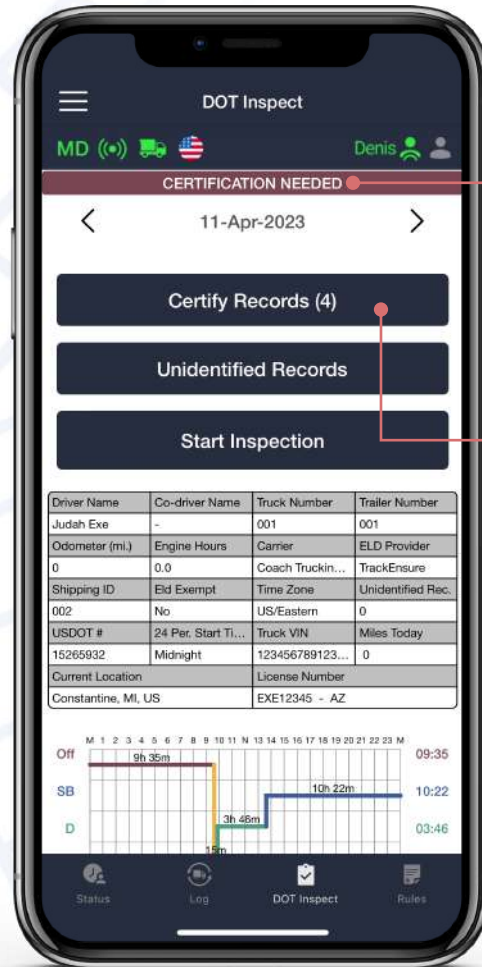 DOT Inspect
MD Denis
CERTIFICATION NEEDED
11-Apr-2023
Certify Records (4)
Unidentified Records
Start Inspection
Driver Name Co-driver Name Truck Number Trailer Number
Judah Exe - 001 001
Odometer (mi.) Engine Hours Carrier ELD Provider
0 0.0 Coach Truckin... TrackEnsure
Shipping ID Eld Exempt Time Zone Unidentified Rec.
002 No US/Eastern 0
USDOT # 24 Per. Start Ti... Truck VIN Miles Today
15265932 Midnight 123456789123... 0
Current Location License Number
Constantine, MI, US EXE12345 - AZ
M 1 2 3 4 5 6 7 8 9 10 11 N 13 14 15 16 17 18 19 20 21 22 23 M
Off 9h 35m 09:35
SB 10h 22m 10:22
D 3h 46m 03:46
15m
Status Log DOT Inspect Rules